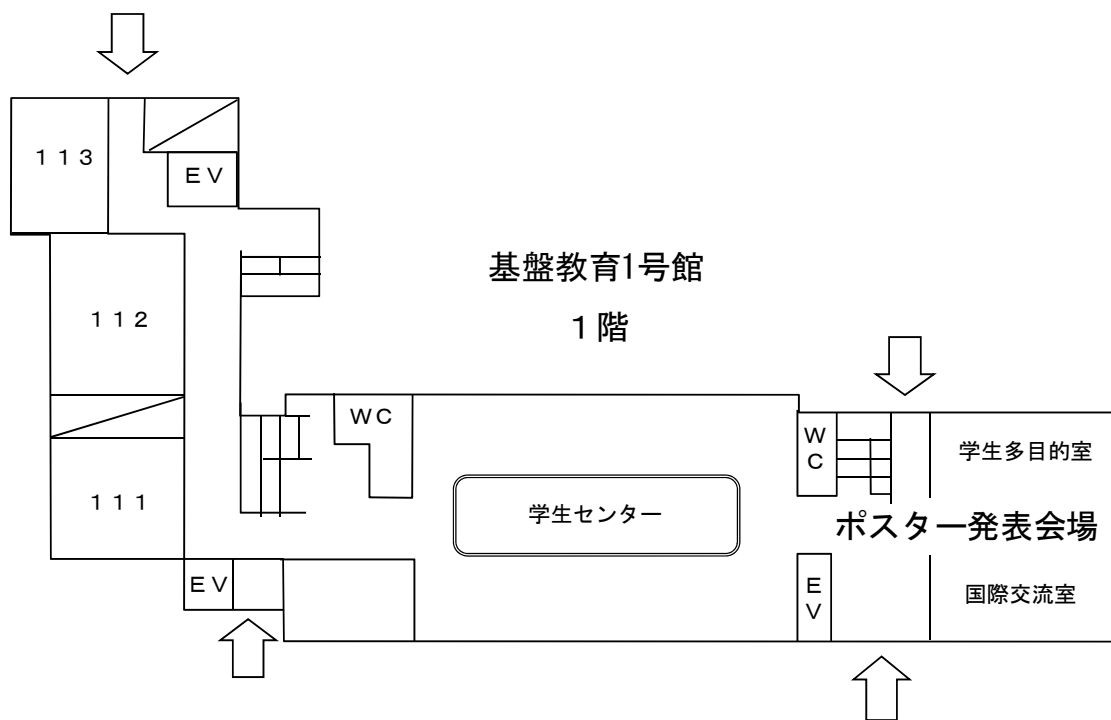 １１３
ＥＶ
基盤教育1号館
１階
１１２
ＷＣ
ＷＣ
学生多目的室
１１１
学生センター
ポスター発表会場
ＥＶ
ＥＶ
国際交流室